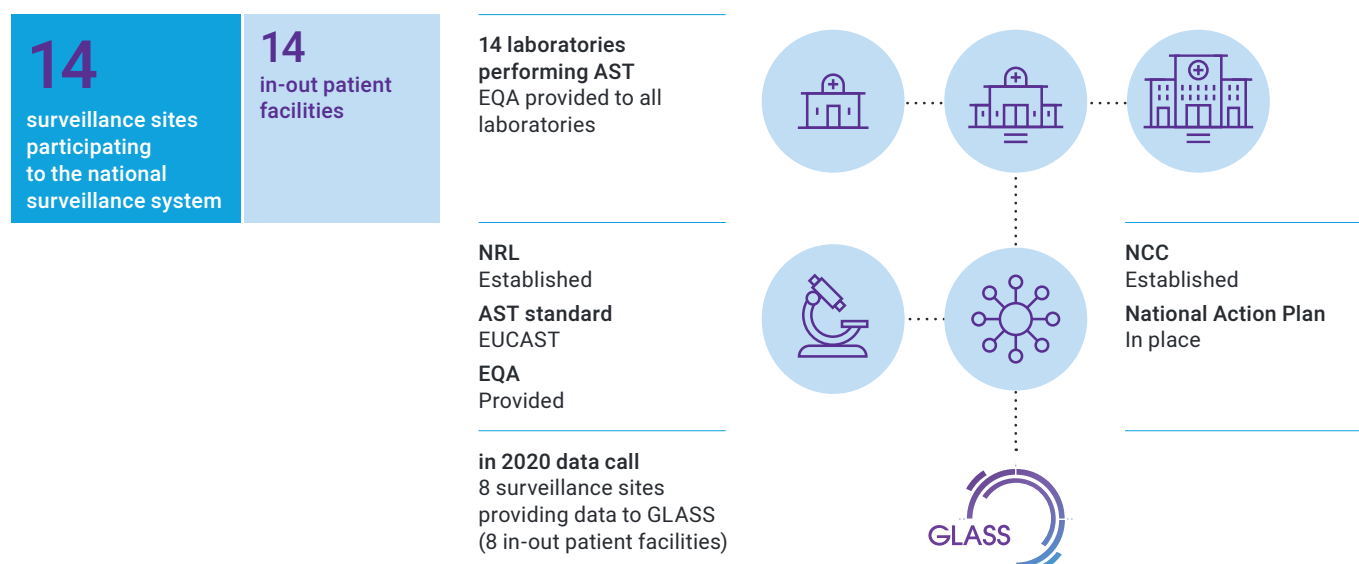 14
surveillance sites
participating
to the national
surveillance system
14
in-out patient
facilities
14 laboratories
performing AST
EQA provided to all
laboratories
NRL
Established
AST standard
EUCAST
EQA
Provided
NCC
Established
National Action Plan
In place
in 2020 data call
8 surveillance sites
providing data to GLASS
(8 in-out patient facilities)
GLASS